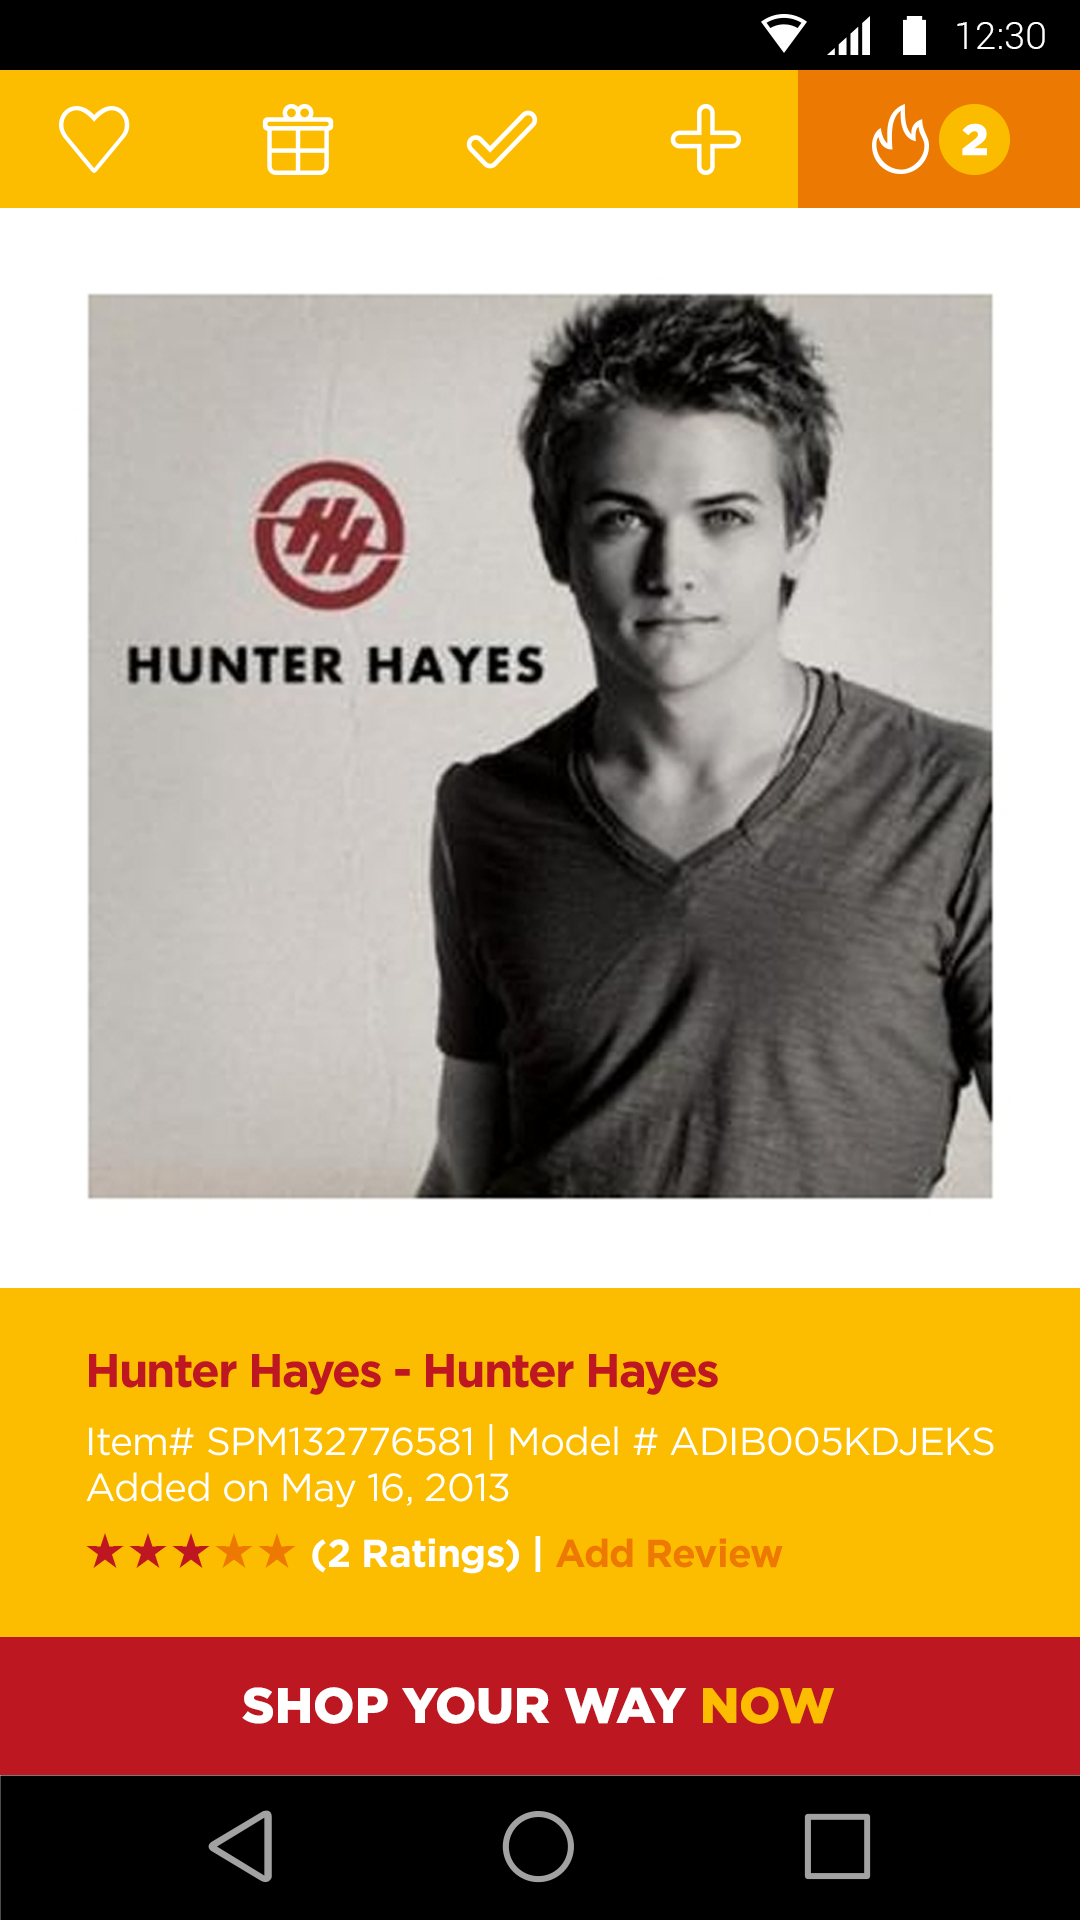 12:30
2
HH
HUNTER HAYES
Hunter Hayes - Hunter Hayes
Item# SPM132776581 | Model # ADIB005KDJEKS
Added on May 16, 2013
(2 Ratings) | Add Review
SHOP YOUR WAY NOW